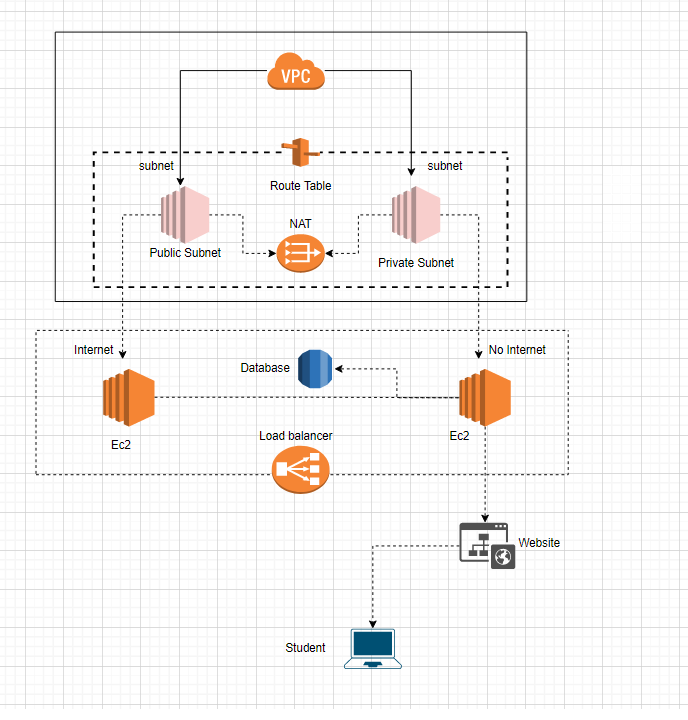 VPC
subnet
subnet
Route Table
NAT
Public Subnet
Private Subnet
Internet
No Internet
Database
Load balancer
Ec2
Ec2
Website
Student